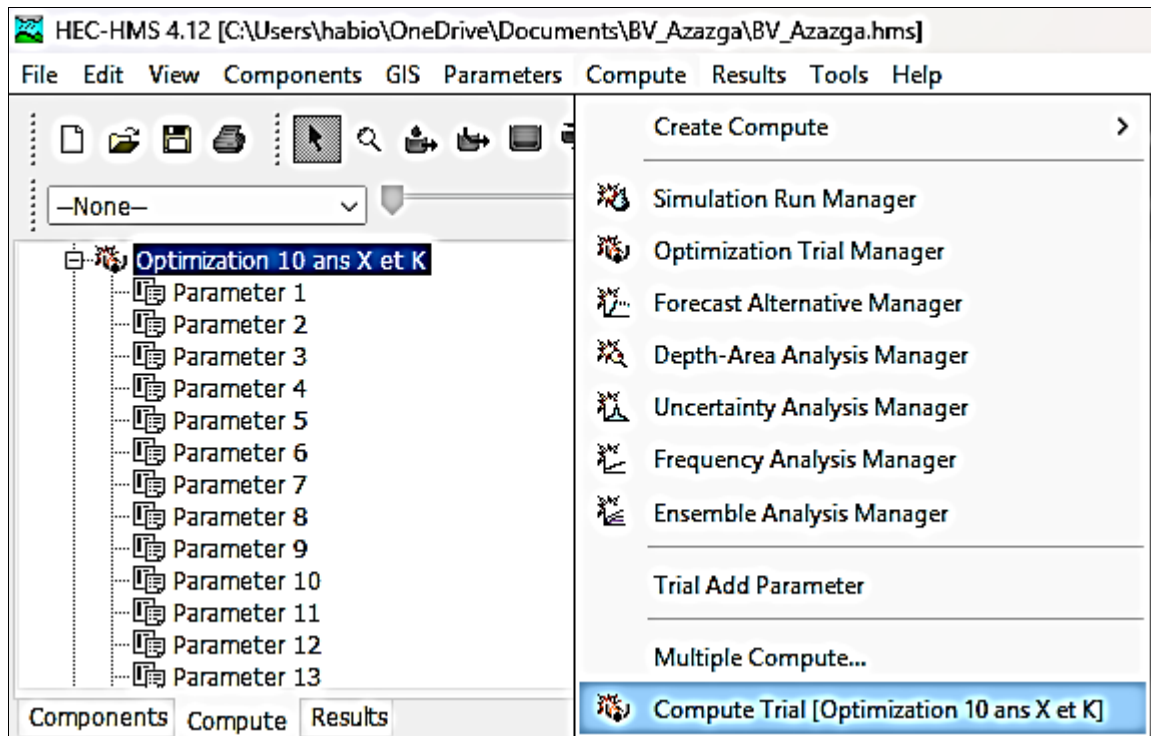 HEC-HMS 4.12 [C:\Users\habio\OneDrive\Documents\BV_Azazga\BV_Azazga.hms]
File Edit View Components GIS Parameters Compute Results Tools Help
—None—
Optimization 10 ans X et K
Parameter 1
Parameter 2
Parameter 3
Parameter 4
Parameter 5
Parameter 6
Parameter 7
Parameter 8
Parameter 9
Parameter 10
Parameter 11
Parameter 12
Parameter 13
Components Compute Results
Create Compute
Simulation Run Manager
Optimization Trial Manager
Forecast Alternative Manager
Depth-Area Analysis Manager
Uncertainty Analysis Manager
Frequency Analysis Manager
Ensemble Analysis Manager
Trial Add Parameter
Multiple Compute...
Compute Trial [Optimization 10 ans X et K]